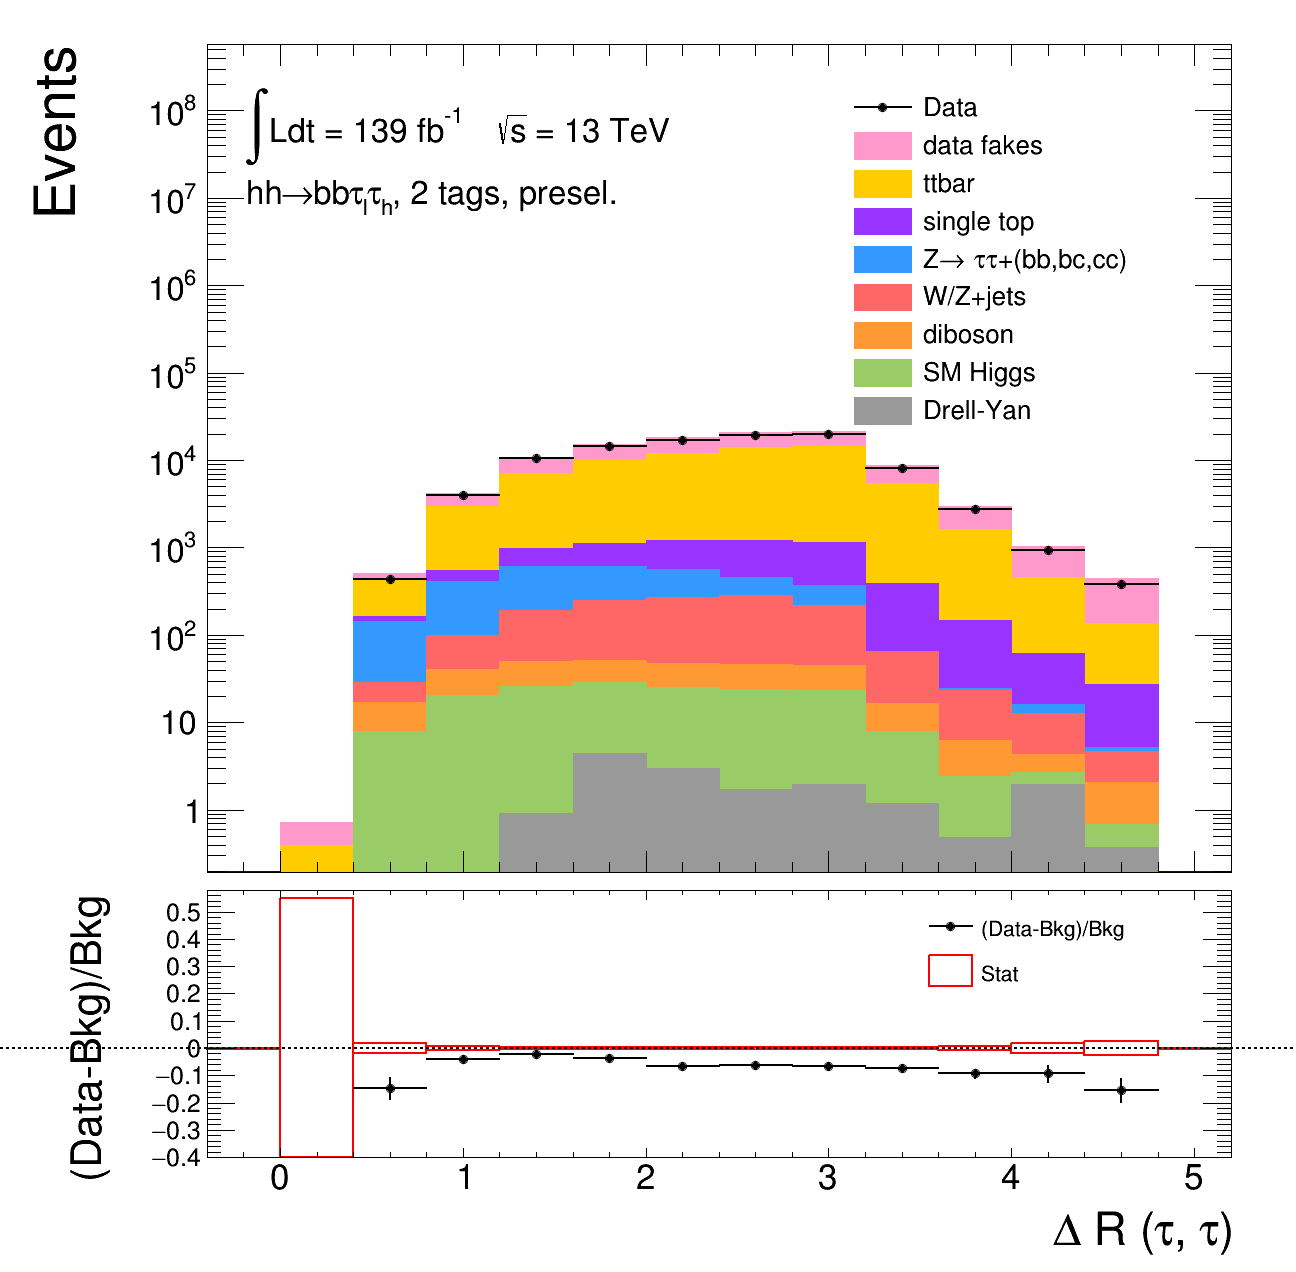 Events
10⁸
10⁷
10⁶
10⁵
10⁴
10³
10²
10
1
∫Ldt = 139 fb⁻¹ √s = 13 TeV
hh→bbτₗτₕ, 2 tags, presel.
Data
data fakes
ttbar
single top
Z→ ττ+(bb,bc,cc)
W/Z+jets
diboson
SM Higgs
Drell-Yan
(Data-Bkg)/Bkg
0.5
0.4
0.3
0.2
0.1
0
−0.1
−0.2
−0.3
−0.4
(Data-Bkg)/Bkg
Stat
0 1 2 3 4 5
Δ R (τ, τ)